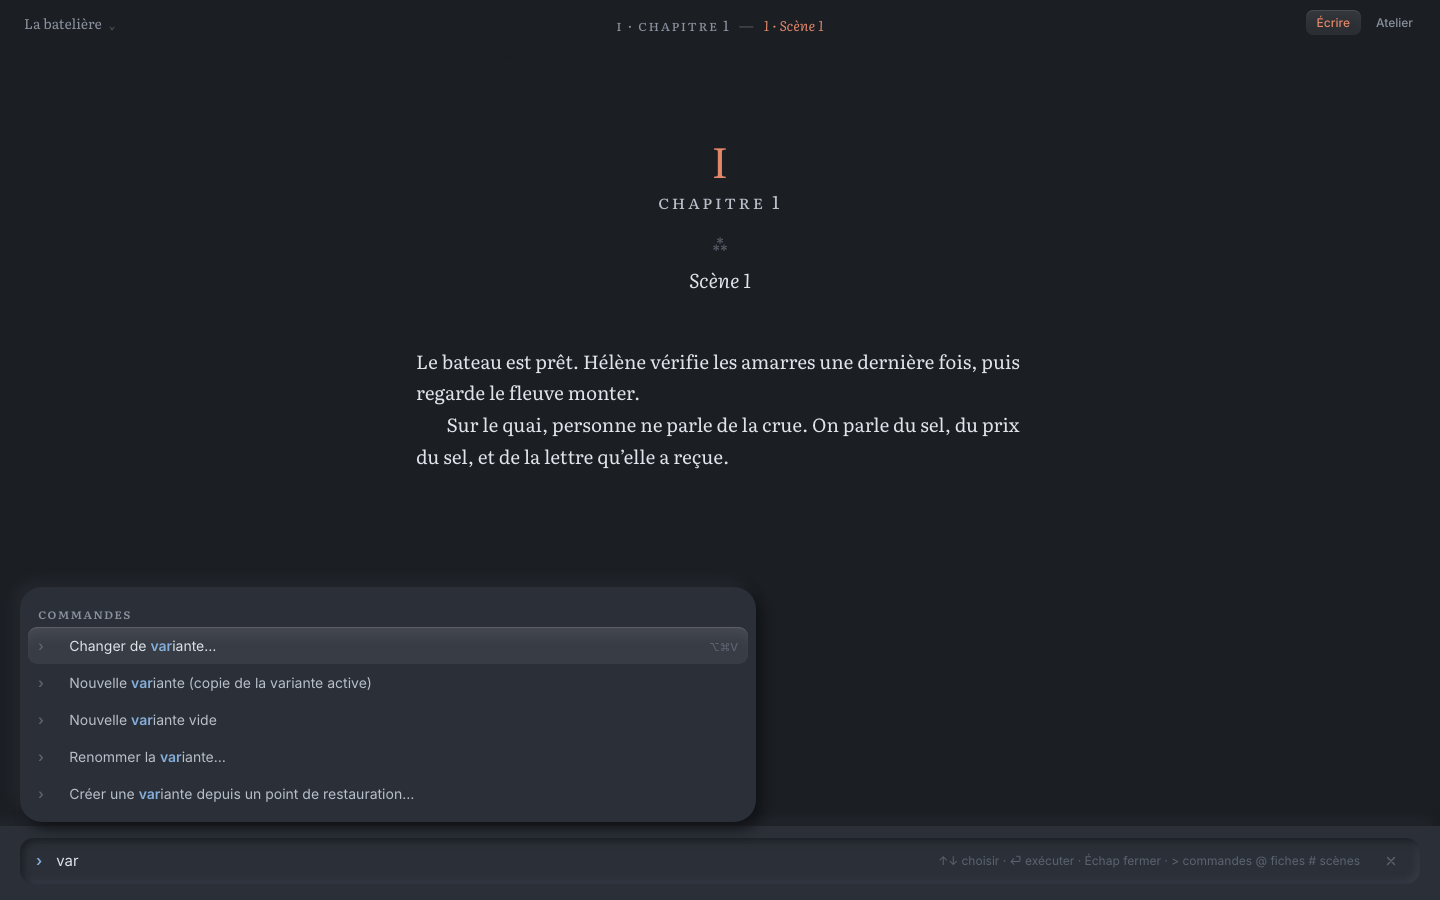 La batelière
I · CHAPITRE 1 — 1 · Scène 1
Écrire
Atelier
I
CHAPITRE 1
⁂
Scène 1
Le bateau est prêt. Hélène vérifie les amarres une dernière fois, puis
regarde le fleuve monter.
Sur le quai, personne ne parle de la crue. On parle du sel, du prix
du sel, et de la lettre qu’elle a reçue.
COMMANDES
› Changer de variante… ⌥⌘V
› Nouvelle variante (copie de la variante active)
› Nouvelle variante vide
› Renommer la variante…
› Créer une variante depuis un point de restauration…
› var
↑↓ choisir · ⏎ exécuter · Échap fermer · > commandes @ fiches # scènes ×